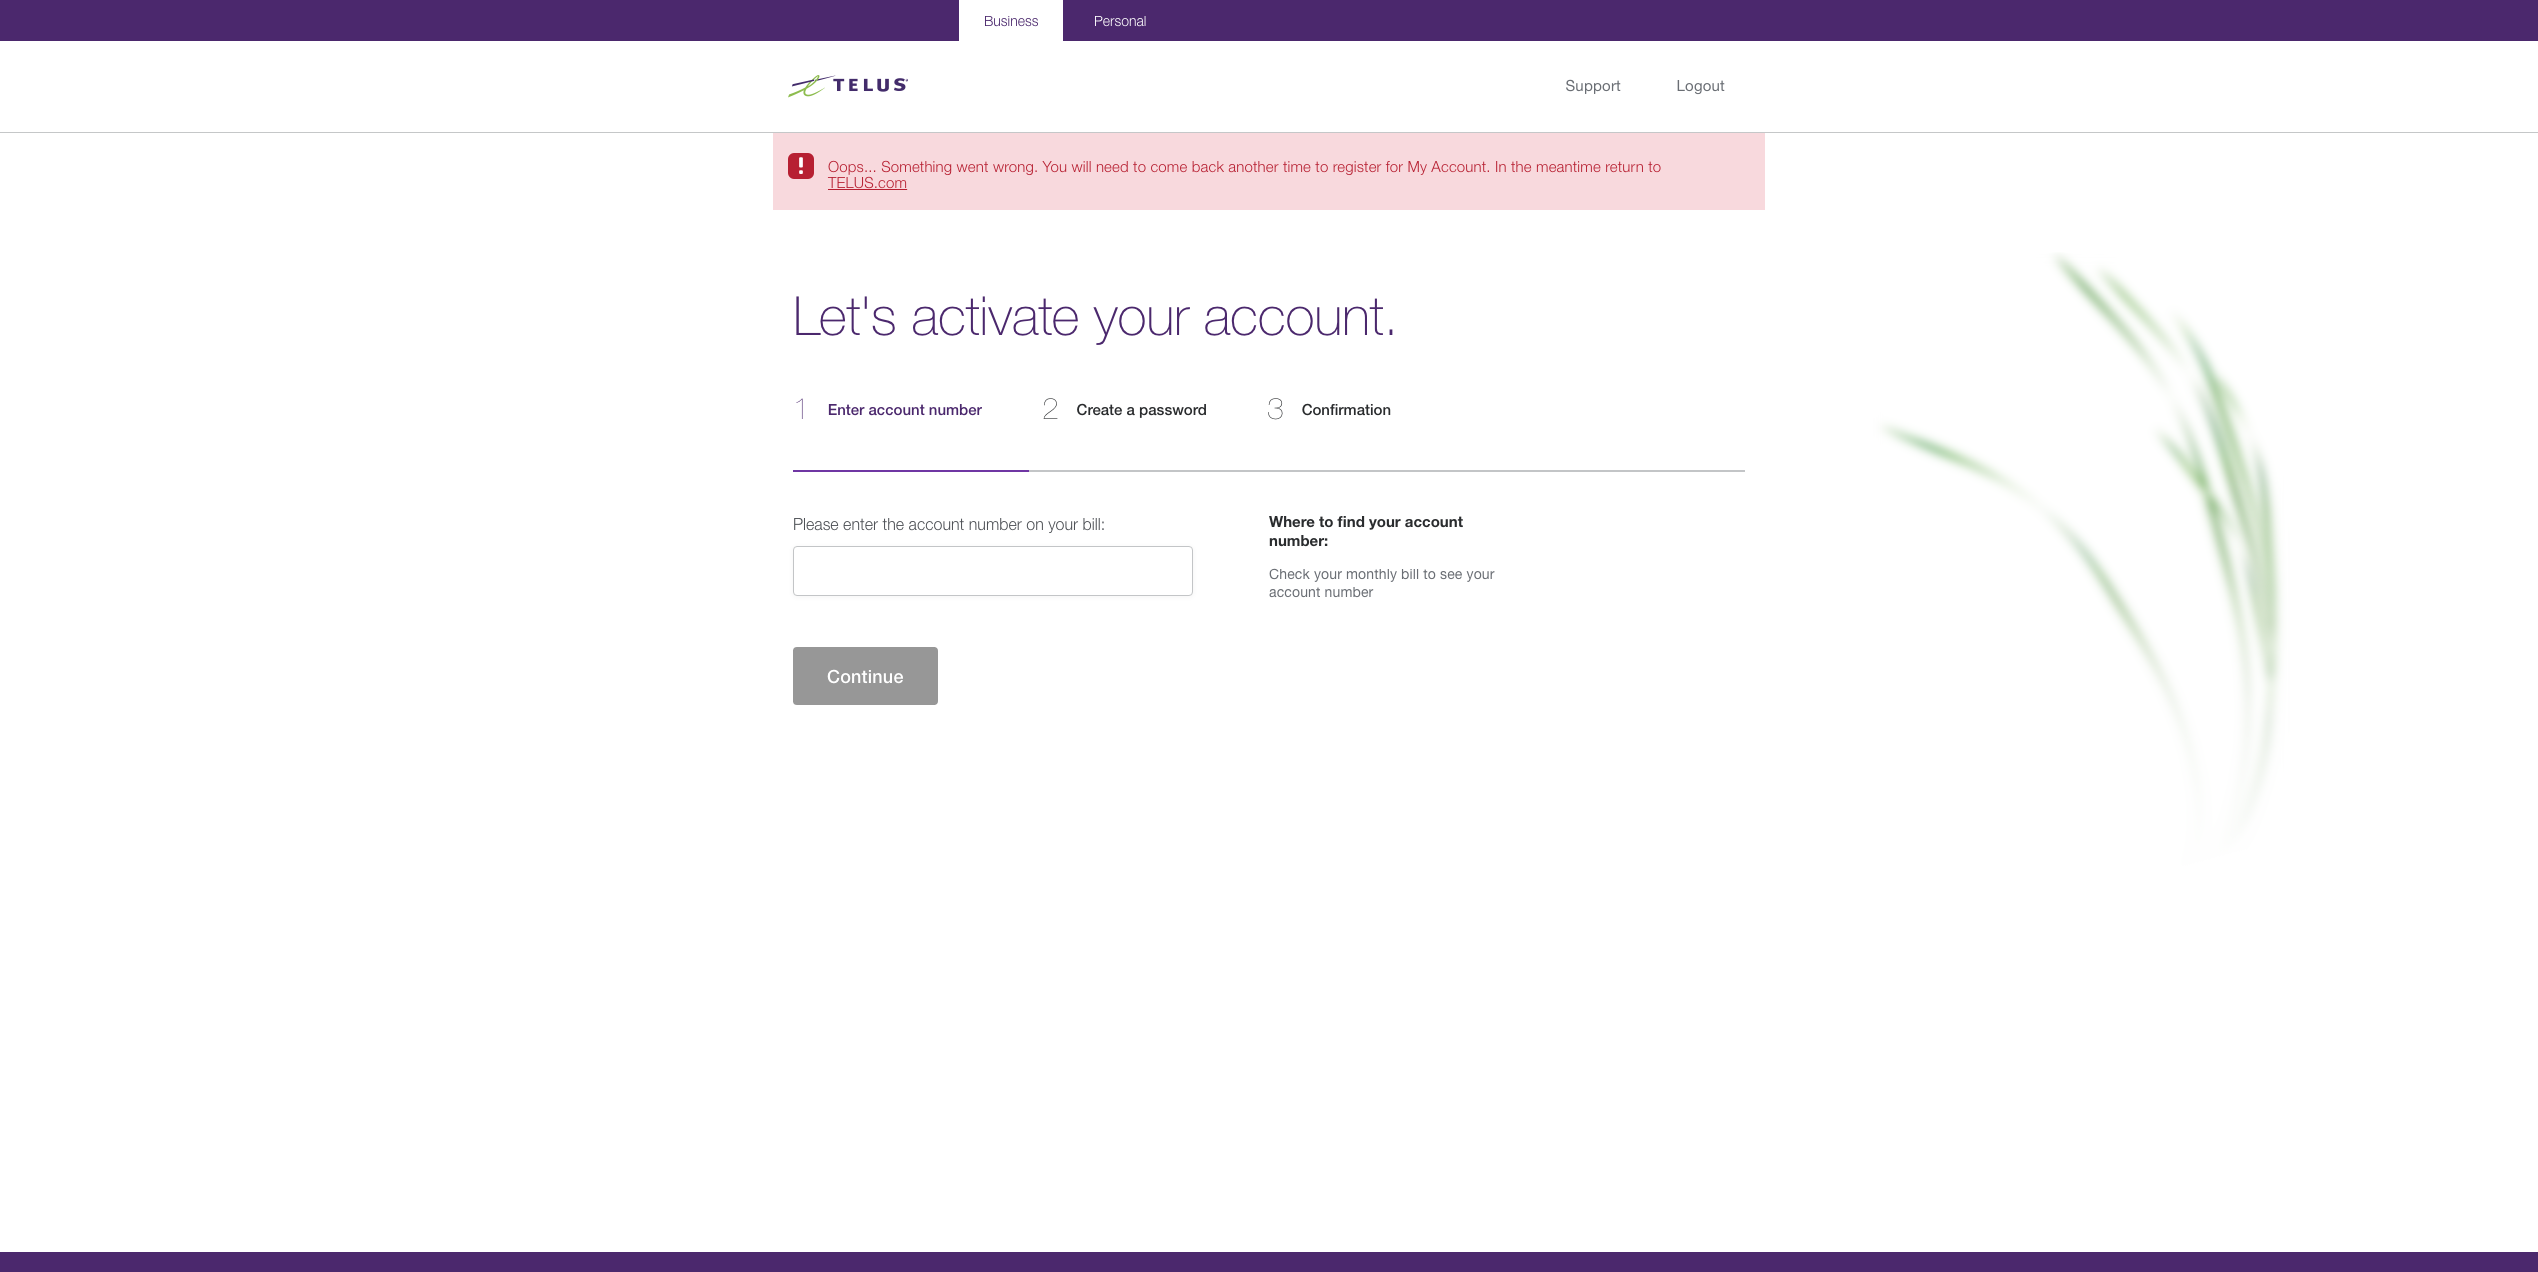 Business
Personal
TELUS
Support
Logout
Oops... Something went wrong. You will need to come back another time to register for My Account. In the meantime return to
TELUS.com
Let's activate your account.
1 Enter account number
2 Create a password
3 Confirmation
Please enter the account number on your bill:
Where to find your account
number:
Check your monthly bill to see your
account number
Continue